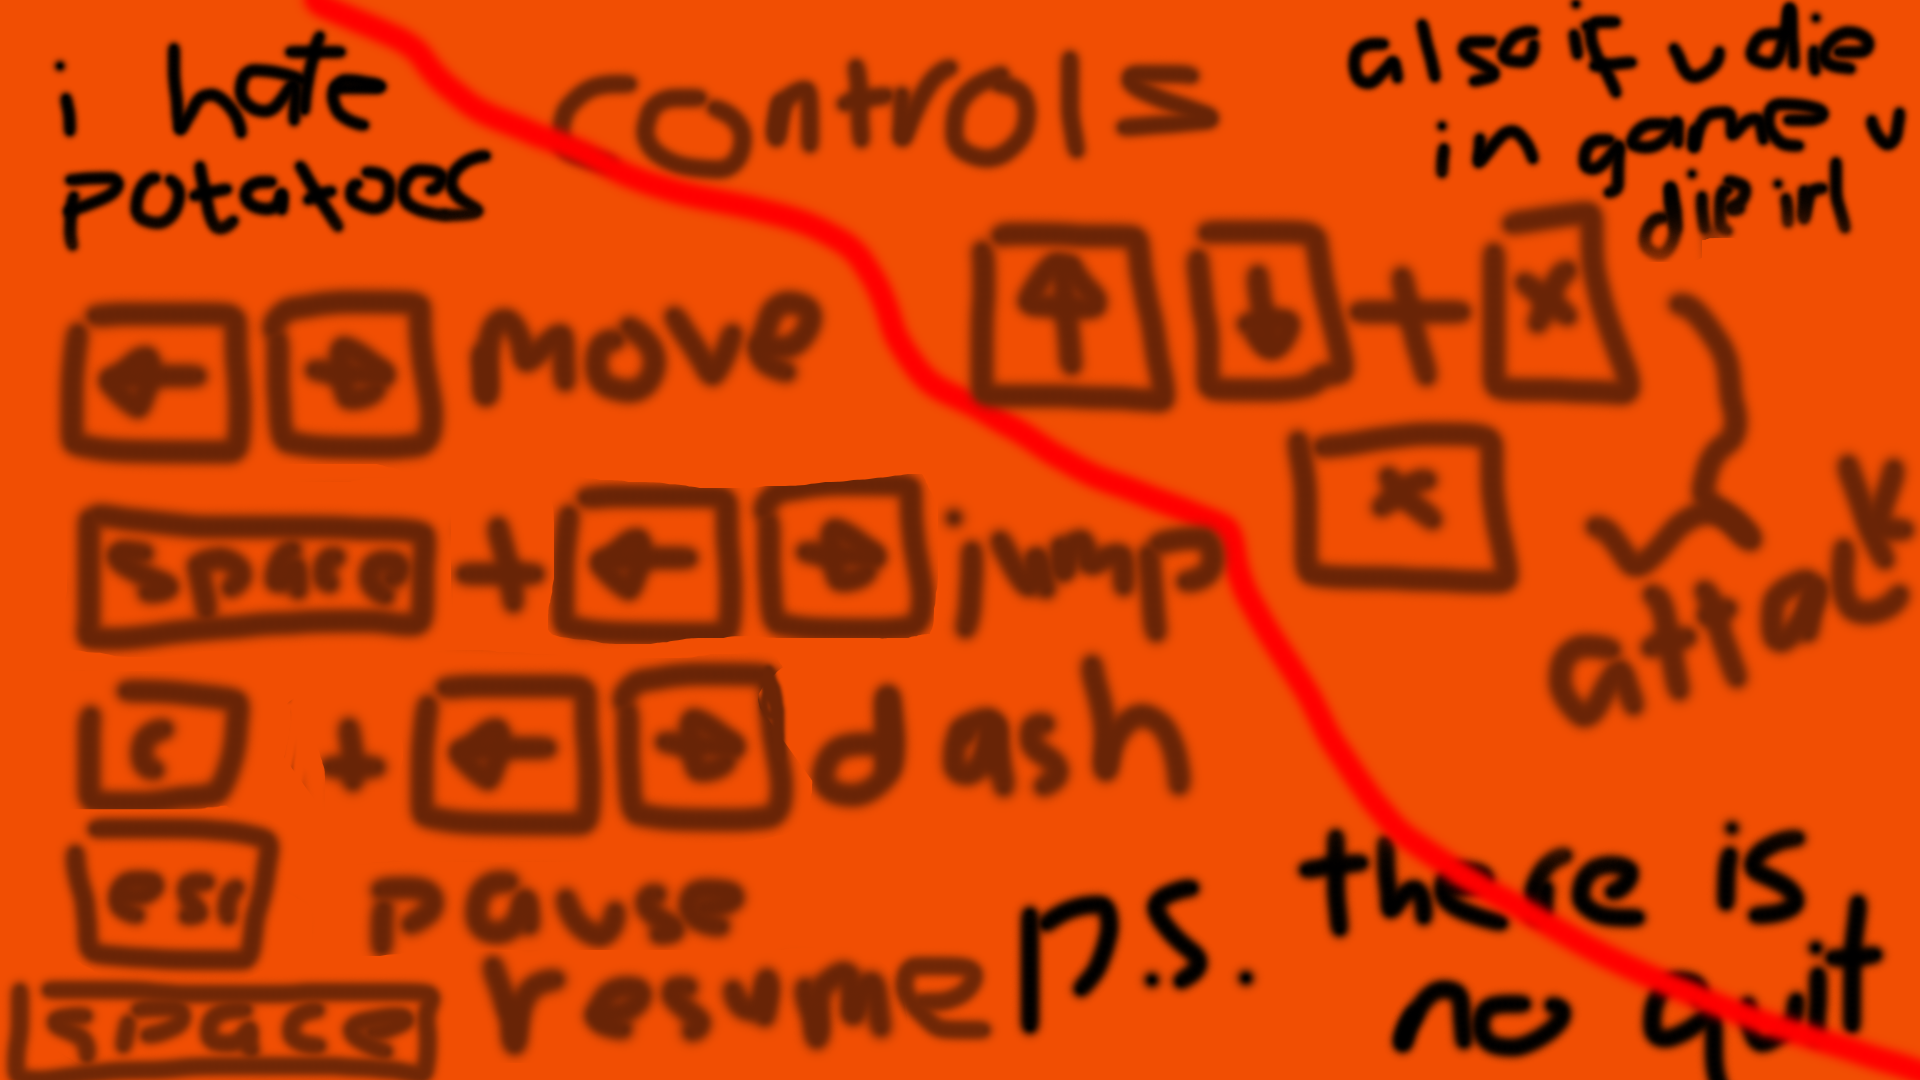 i hate
potatoes
controls
also if u die
in game u
die irl
← → move
↑ ↓ + x
x
attack
space + ← → jump
c + ← → dash
esc pause
space resume
p.s. there is
no quit